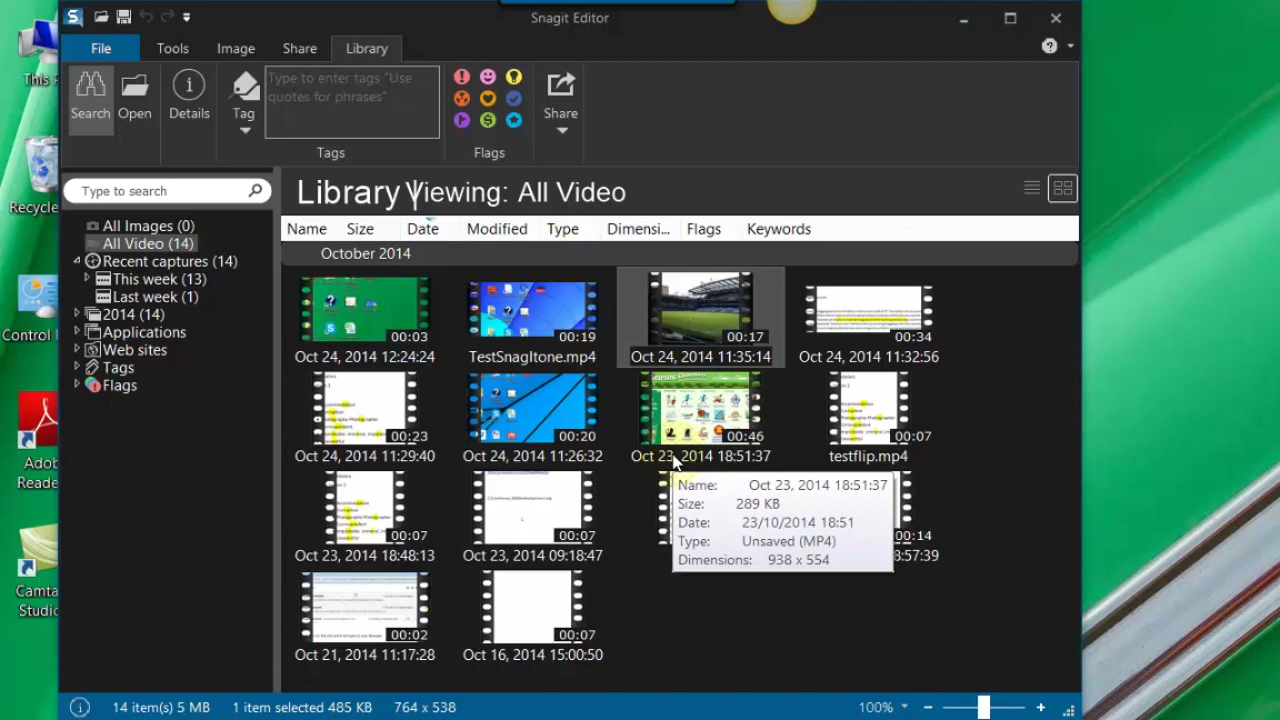 This
Recycle
Control
Adob
Reade
Camta
Studio
S
Snagit Editor
File
Tools
Image
Share
Library
?
Search
Open
Details
Tag
Type to enter tags "Use
quotes for phrases"
Share
Tags
Flags
Type to search
Library
Viewing: All Video
All Images (0)
All Video (14)
Recent captures (14)
This week (13)
Last week (1)
2014 (14)
Applications
Web sites
Tags
Flags
Name
Size
Date
Modified
Type
Dimensi...
Flags
Keywords
October 2014
00:03
00:19
00:17
00:34
Oct 24, 2014 12:24:24
TestSnagItone.mp4
Oct 24, 2014 11:35:14
Oct 24, 2014 11:32:56
00:23
00:20
00:46
00:07
Oct 24, 2014 11:29:40
Oct 24, 2014 11:26:32
Oct 23, 2014 18:51:37
testflip.mp4
00:07
00:07
00:14
Oct 23, 2014 18:48:13
Oct 23, 2014 09:18:47
8:57:39
Name: Oct 23, 2014 18:51:37
Size: 289 KB
Date: 23/10/2014 18:51
Type: Unsaved (MP4)
Dimensions: 938 x 554
00:02
00:07
Oct 21, 2014 11:17:28
Oct 16, 2014 15:00:50
14 item(s) 5 MB
1 item selected 485 KB
764 x 538
100%